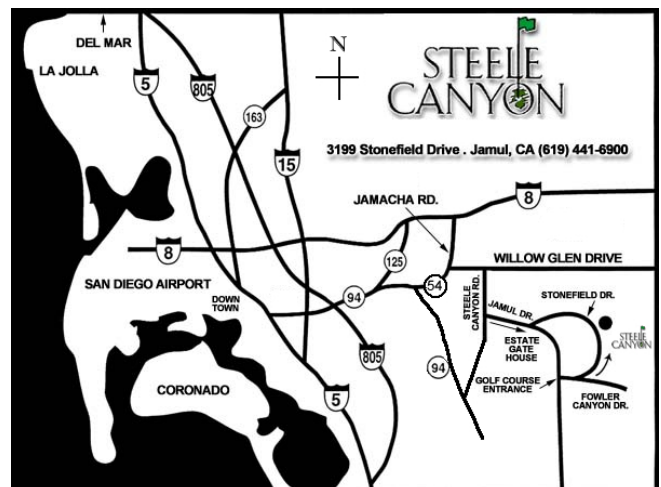 DEL MAR
LA JOLLA
5
805
N
STEELE
CANYON
163
15
3199 Stonefield Drive . Jamul, CA (619) 441-6900
JAMACHA RD.
8
8
125
WILLOW GLEN DRIVE
SAN DIEGO AIRPORT
54
94
DOWN
TOWN
STEELE
CANYON RD.
STONEFIELD DR.
JAMUL DR.
STEELE
CANYON
ESTATE
GATE
HOUSE
805
94
GOLF COURSE
ENTRANCE
CORONADO
5
FOWLER
CANYON DR.